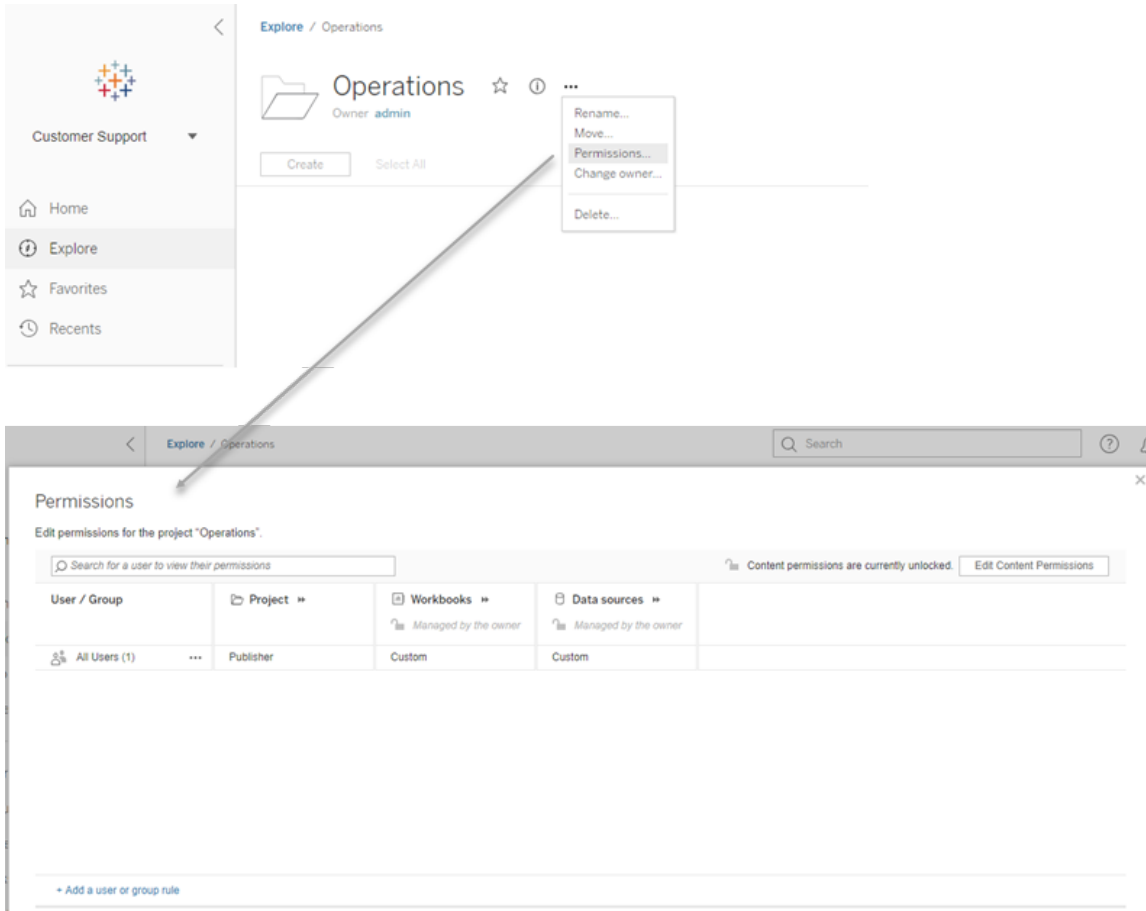 Explore / Operations
Operations
Owner admin
Rename...
Move...
Permissions...
Change owner...
Delete...
Customer Support
Create
Select All
Home
Explore
Favorites
Recents
Explore / Operations
Search
Permissions
Edit permissions for the project "Operations".
Search for a user to view their permissions
Content permissions are currently unlocked.
Edit Content Permissions
User / Group
Project
Workbooks
Data sources
Managed by the owner
Managed by the owner
All Users (1)
...
Publisher
Custom
Custom
+ Add a user or group rule